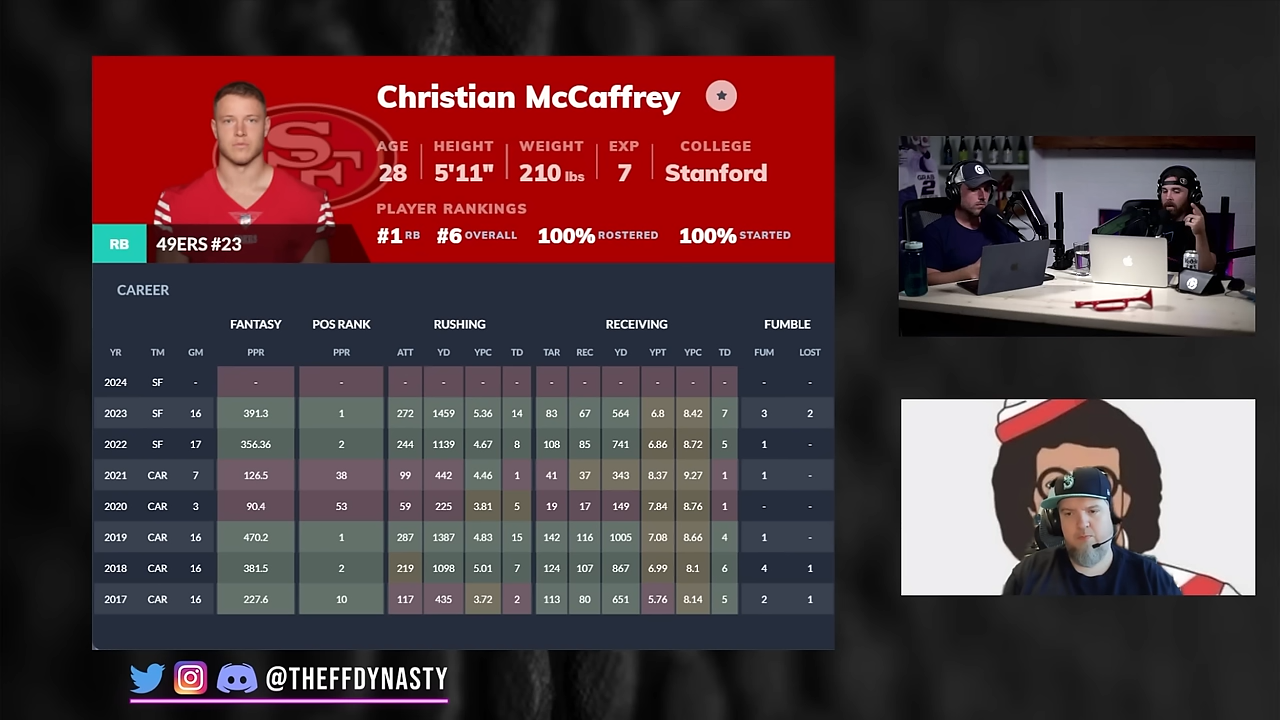 Christian McCaffrey
AGE HEIGHT WEIGHT EXP COLLEGE
28 5'11" 210 lbs 7 Stanford
PLAYER RANKINGS
#1 RB #6 OVERALL 100% ROSTERED 100% STARTED
SF
RB 49ERS #23
CAREER
FANTASY POS RANK RUSHING RECEIVING FUMBLE
YR TM GM PPR PPR ATT YD YPC TD TAR REC YD YPT YPC TD FUM LOST
2024 SF - - - - - - - - - - - - - - -
2023 SF 16 391.3 1 272 1459 5.36 14 83 67 564 6.8 8.42 7 3 2
2022 SF 17 356.36 2 244 1139 4.67 8 108 85 741 6.86 8.72 5 1 -
2021 CAR 7 126.5 38 99 442 4.46 1 41 37 343 8.37 9.27 1 1 -
2020 CAR 3 90.4 53 59 225 3.81 5 19 17 149 7.84 8.76 1 - -
2019 CAR 16 470.2 1 287 1387 4.83 15 142 116 1005 7.08 8.66 4 1 -
2018 CAR 16 381.5 2 219 1098 5.01 7 124 107 867 6.99 8.1 6 4 1
2017 CAR 16 227.6 10 117 435 3.72 2 113 80 651 5.76 8.14 5 2 1
@THEFFDYNASTY